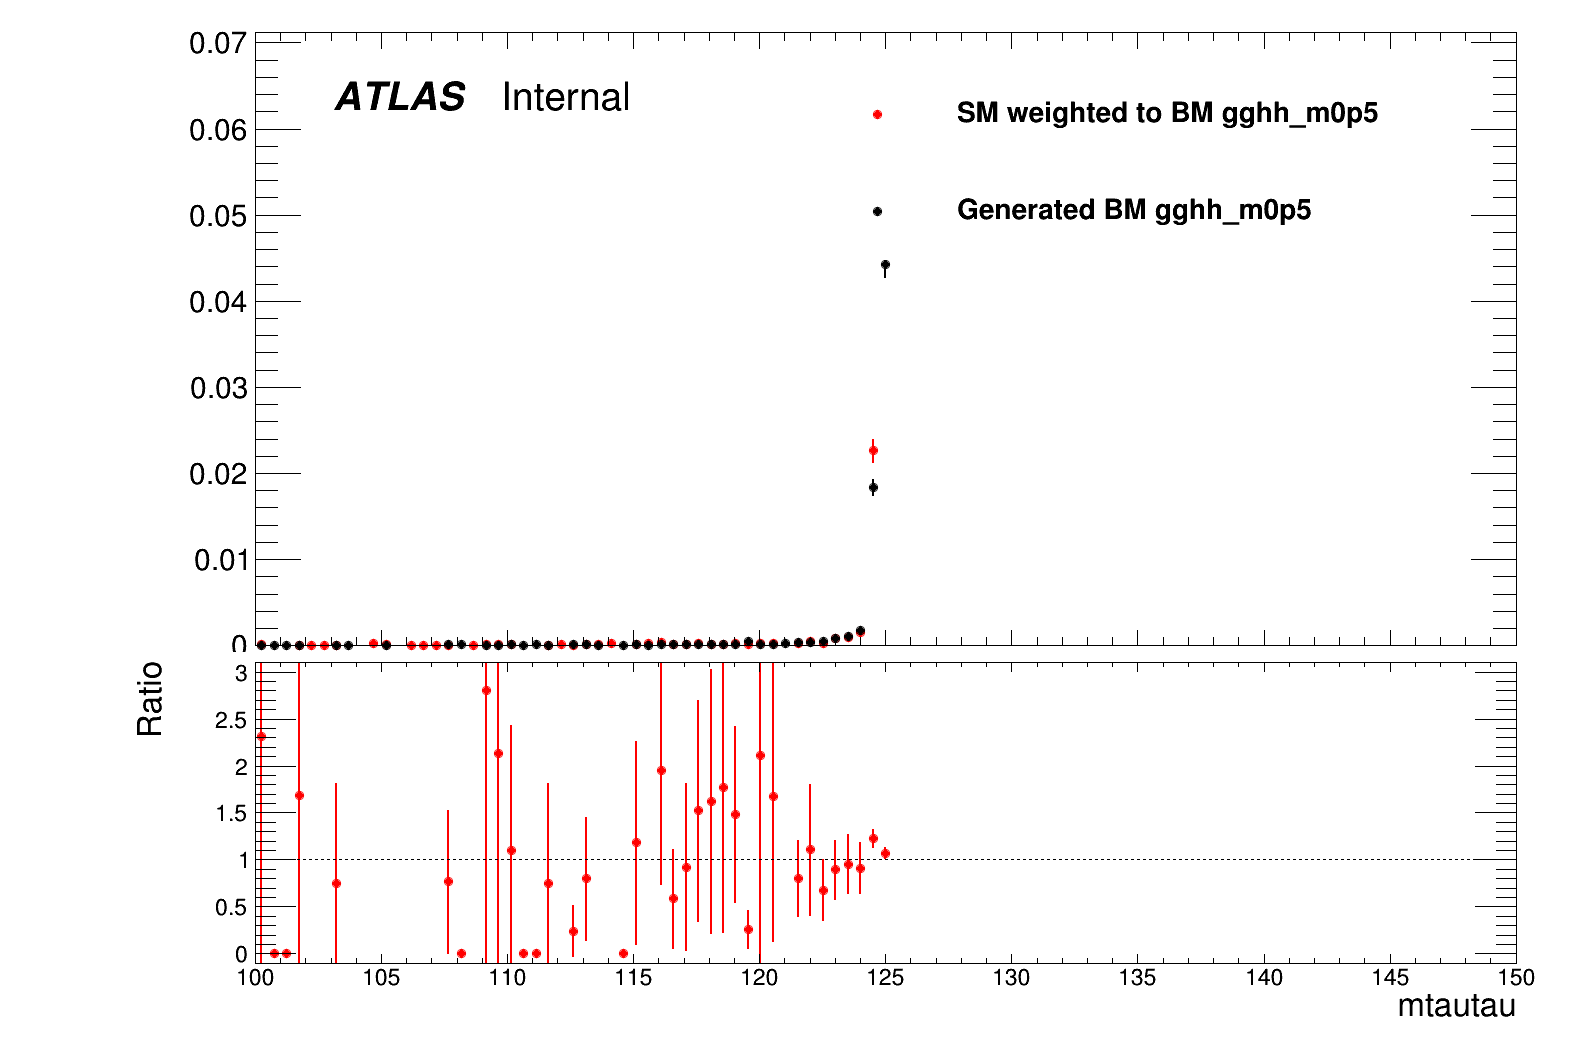 0.07
ATLAS Internal
SM weighted to BM gghh_m0p5
0.06
0.05
Generated BM gghh_m0p5
0.04
0.03
0.02
0.01
0
Ratio
3
2.5
2
1.5
1
0.5
0
100 105 110 115 120 125 130 135 140 145 150
mtautau